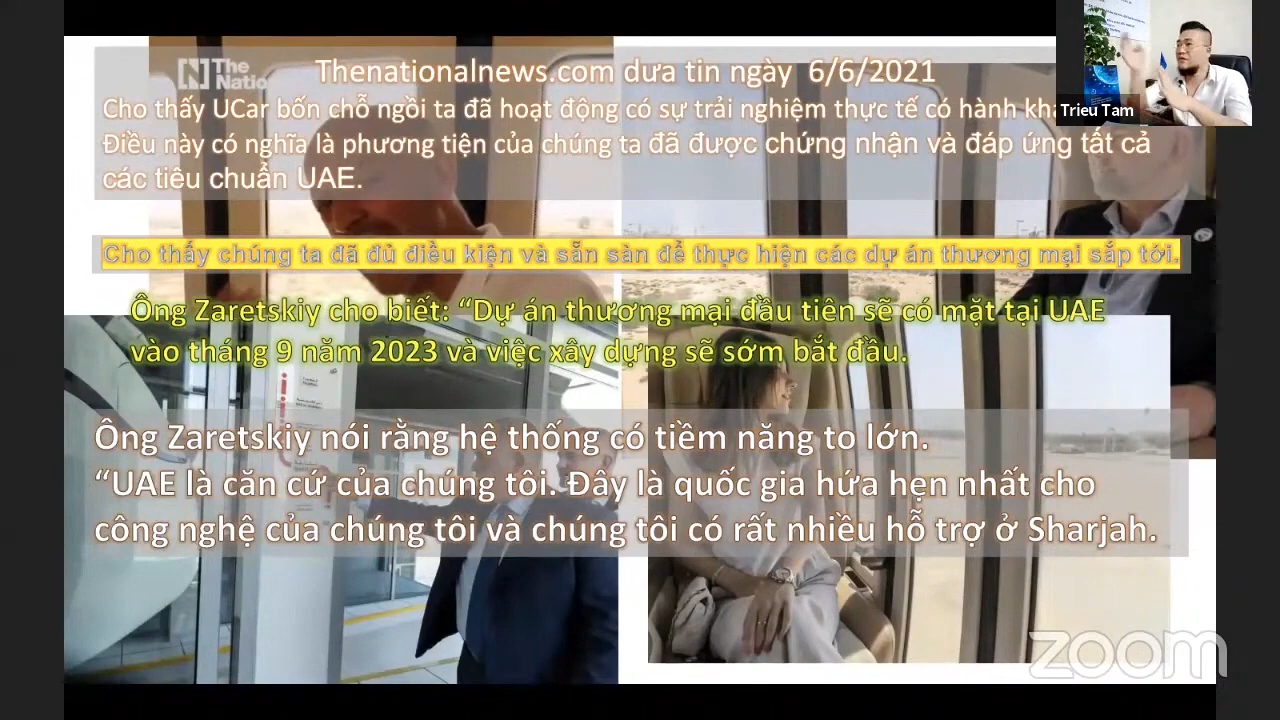 The
Natio
Thenationalnews.com dưa tin ngày 6/6/2021
Cho thấy UCar bốn chỗ ngồi ta đã hoạt động có sự trải nghiệm thực tế có hành
Điều này có nghĩa là phương tiện của chúng ta đã được chứng nhận và đáp ứng tất cả
các tiêu chuẩn UAE.
Trieu Tam
Cho thấy chúng ta đã đủ điều kiện và sẵn sàn để thực hiện các dự án thương mại sắp tới.
Ông Zaretskiy cho biết: “Dự án thương mại đầu tiên sẽ có mặt tại UAE
vào tháng 9 năm 2023 và việc xây dựng sẽ sớm bắt đầu.
Ông Zaretskiy nói rằng hệ thống có tiềm năng to lớn.
“UAE là căn cứ của chúng tôi. Đây là quốc gia hứa hẹn nhất cho
công nghệ của chúng tôi và chúng tôi có rất nhiều hỗ trợ ở Sharjah.
zoom